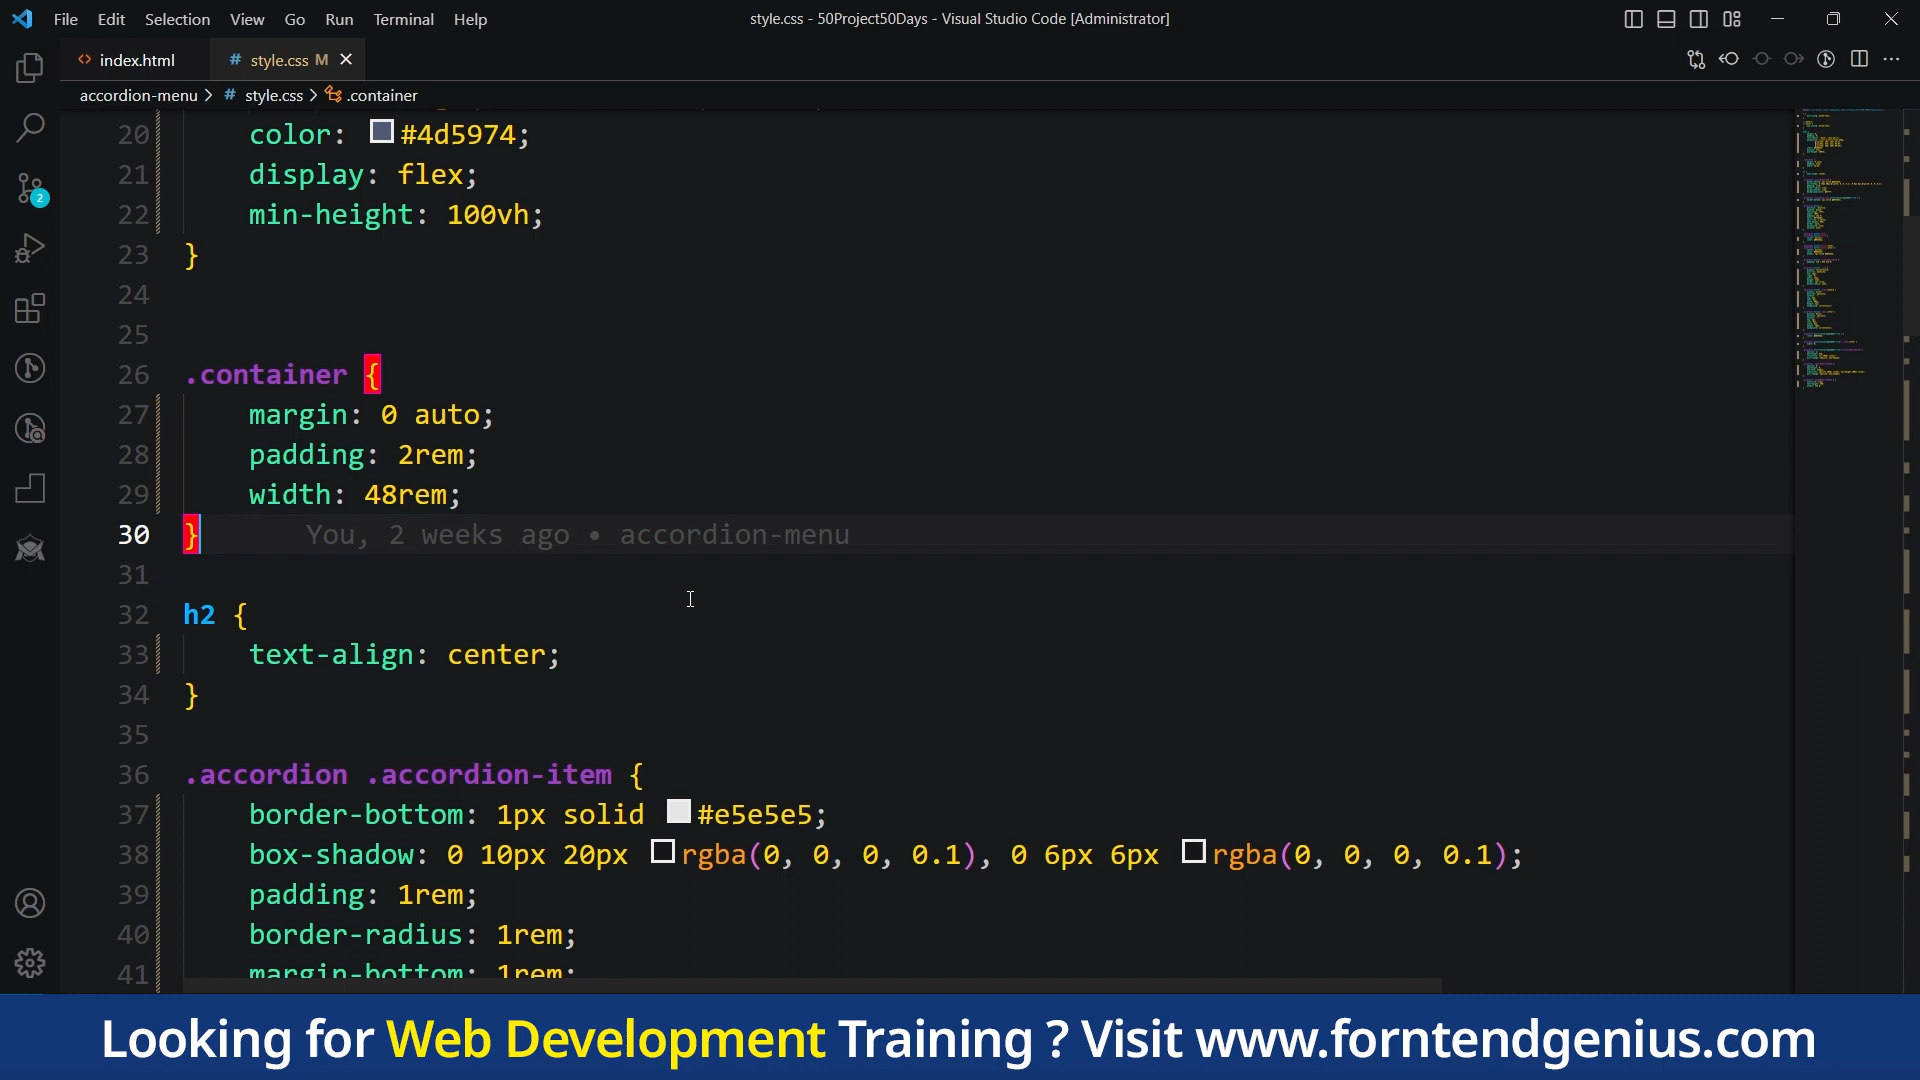 File Edit Selection View Go Run Terminal Help
style.css - 50Project50Days - Visual Studio Code [Administrator]
<> index.html
# style.css M
accordion-menu > # style.css > .container
2
20 color: #4d5974;
21 display: flex;
22 min-height: 100vh;
23 }
24
25
26 .container {
27 margin: 0 auto;
28 padding: 2rem;
29 width: 48rem;
30 } You, 2 weeks ago • accordion-menu
31
32 h2 {
33 text-align: center;
34 }
35
36 .accordion .accordion-item {
37 border-bottom: 1px solid #e5e5e5;
38 box-shadow: 0 10px 20px rgba(0, 0, 0, 0.1), 0 6px 6px rgba(0, 0, 0, 0.1);
39 padding: 1rem;
40 border-radius: 1rem;
41 margin-bottom: 1rem;
Looking for Web Development Training ? Visit www.forntendgenius.com